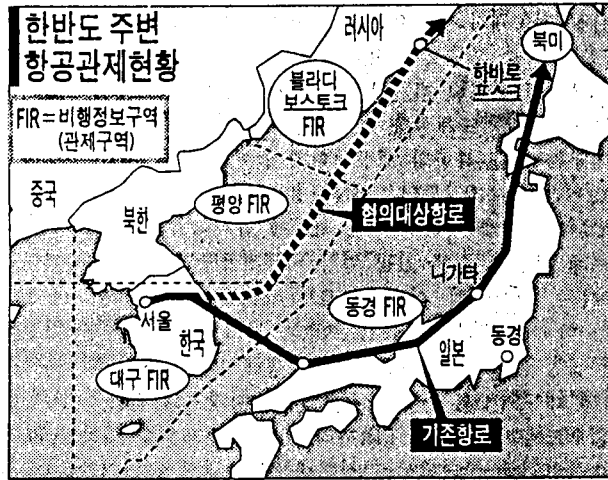 한반도 주변
항공관제현황
FIR=비행정보구역
(관제구역)
러시아
블라디
보스토크
FIR
하바로
프스크
북미
중국
북한
평양 FIR
협의대상항로
니가타
동경 FIR
서울
한국
대구 FIR
일본
동경
기존항로